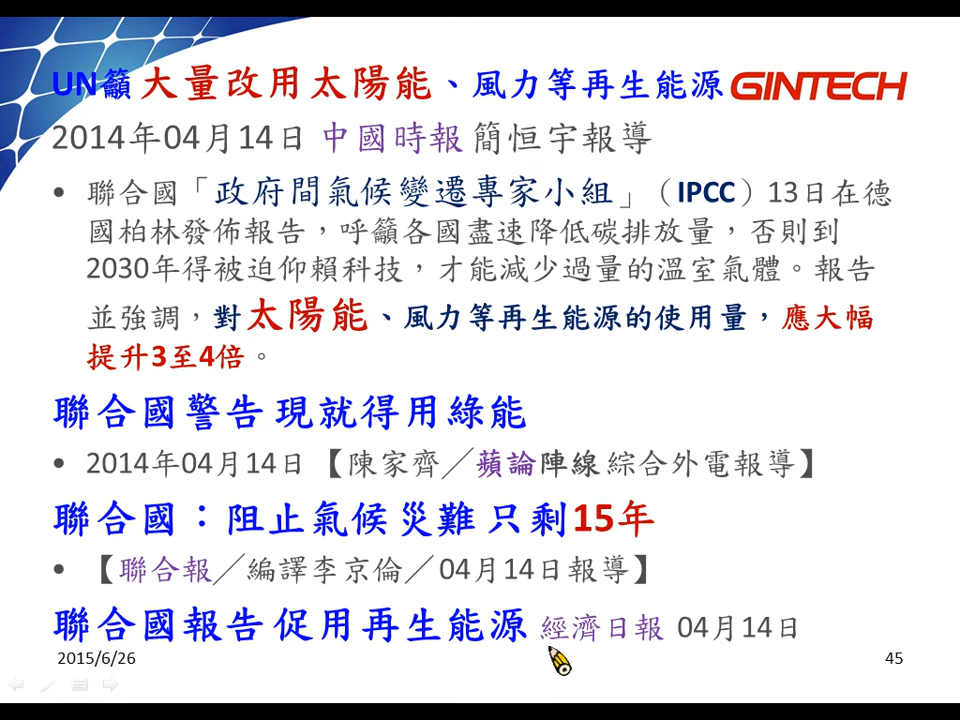 UN籲 大量改用太陽能、風力等再生能源 GINTECH
2014年04月14日 中國時報 簡恒宇報導
• 聯合國「政府間氣候變遷專家小組」（IPCC）13日在德
國柏林發佈報告，呼籲各國盡速降低碳排放量，否則到
2030年得被迫仰賴科技，才能減少過量的溫室氣體。報告
並強調，對太陽能、風力等再生能源的使用量，應大幅
提升3至4倍。
聯合國警告 現就得用綠能
• 2014年04月14日 【陳家齊／蘋論陣線 綜合外電報導】
聯合國：阻止氣候災難 只剩15年
• 【聯合報／編譯李京倫／04月14日報導】
聯合國報告 促用再生能源 經濟日報 04月14日
2015/6/26
45